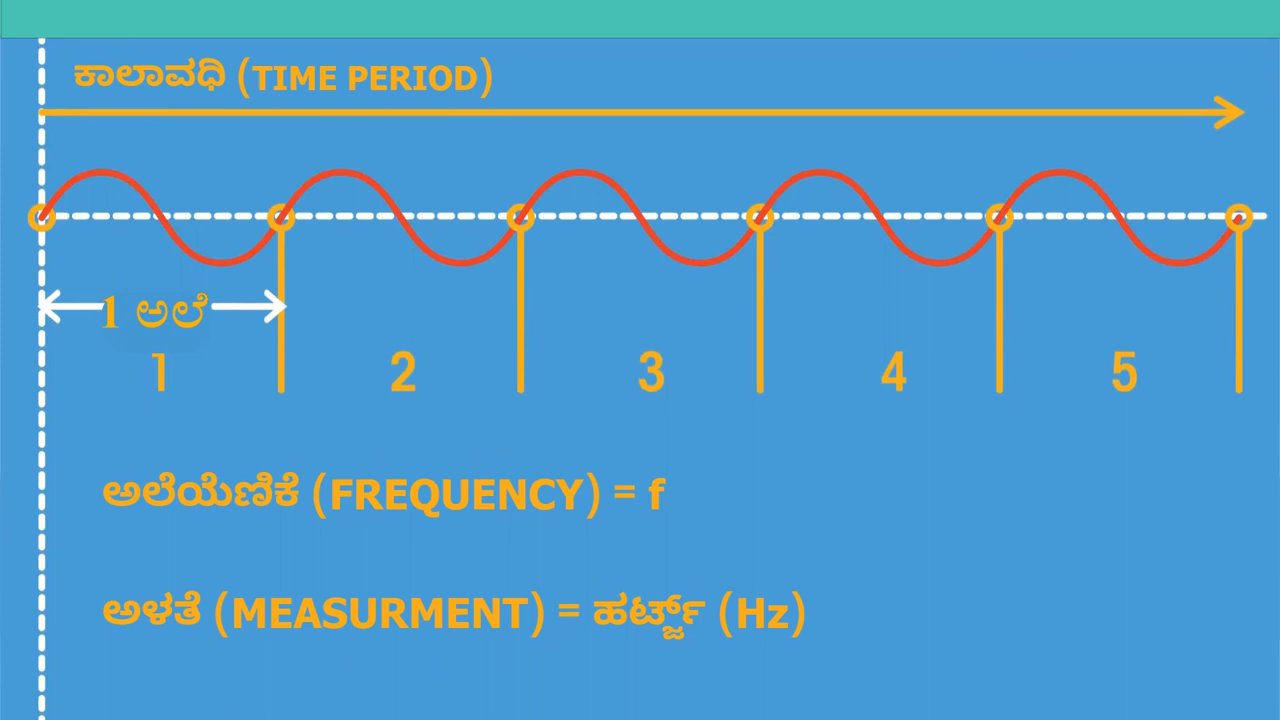 ಕಾಲಾವಧಿ (TIME PERIOD)
1 ಅಲೆ
1 2 3 4 5
ಅಲೆಯೆಣಿಕೆ (FREQUENCY) = f
ಅಳತೆ (MEASURMENT) = ಹರ್ಟ್ಜ್ (Hz)